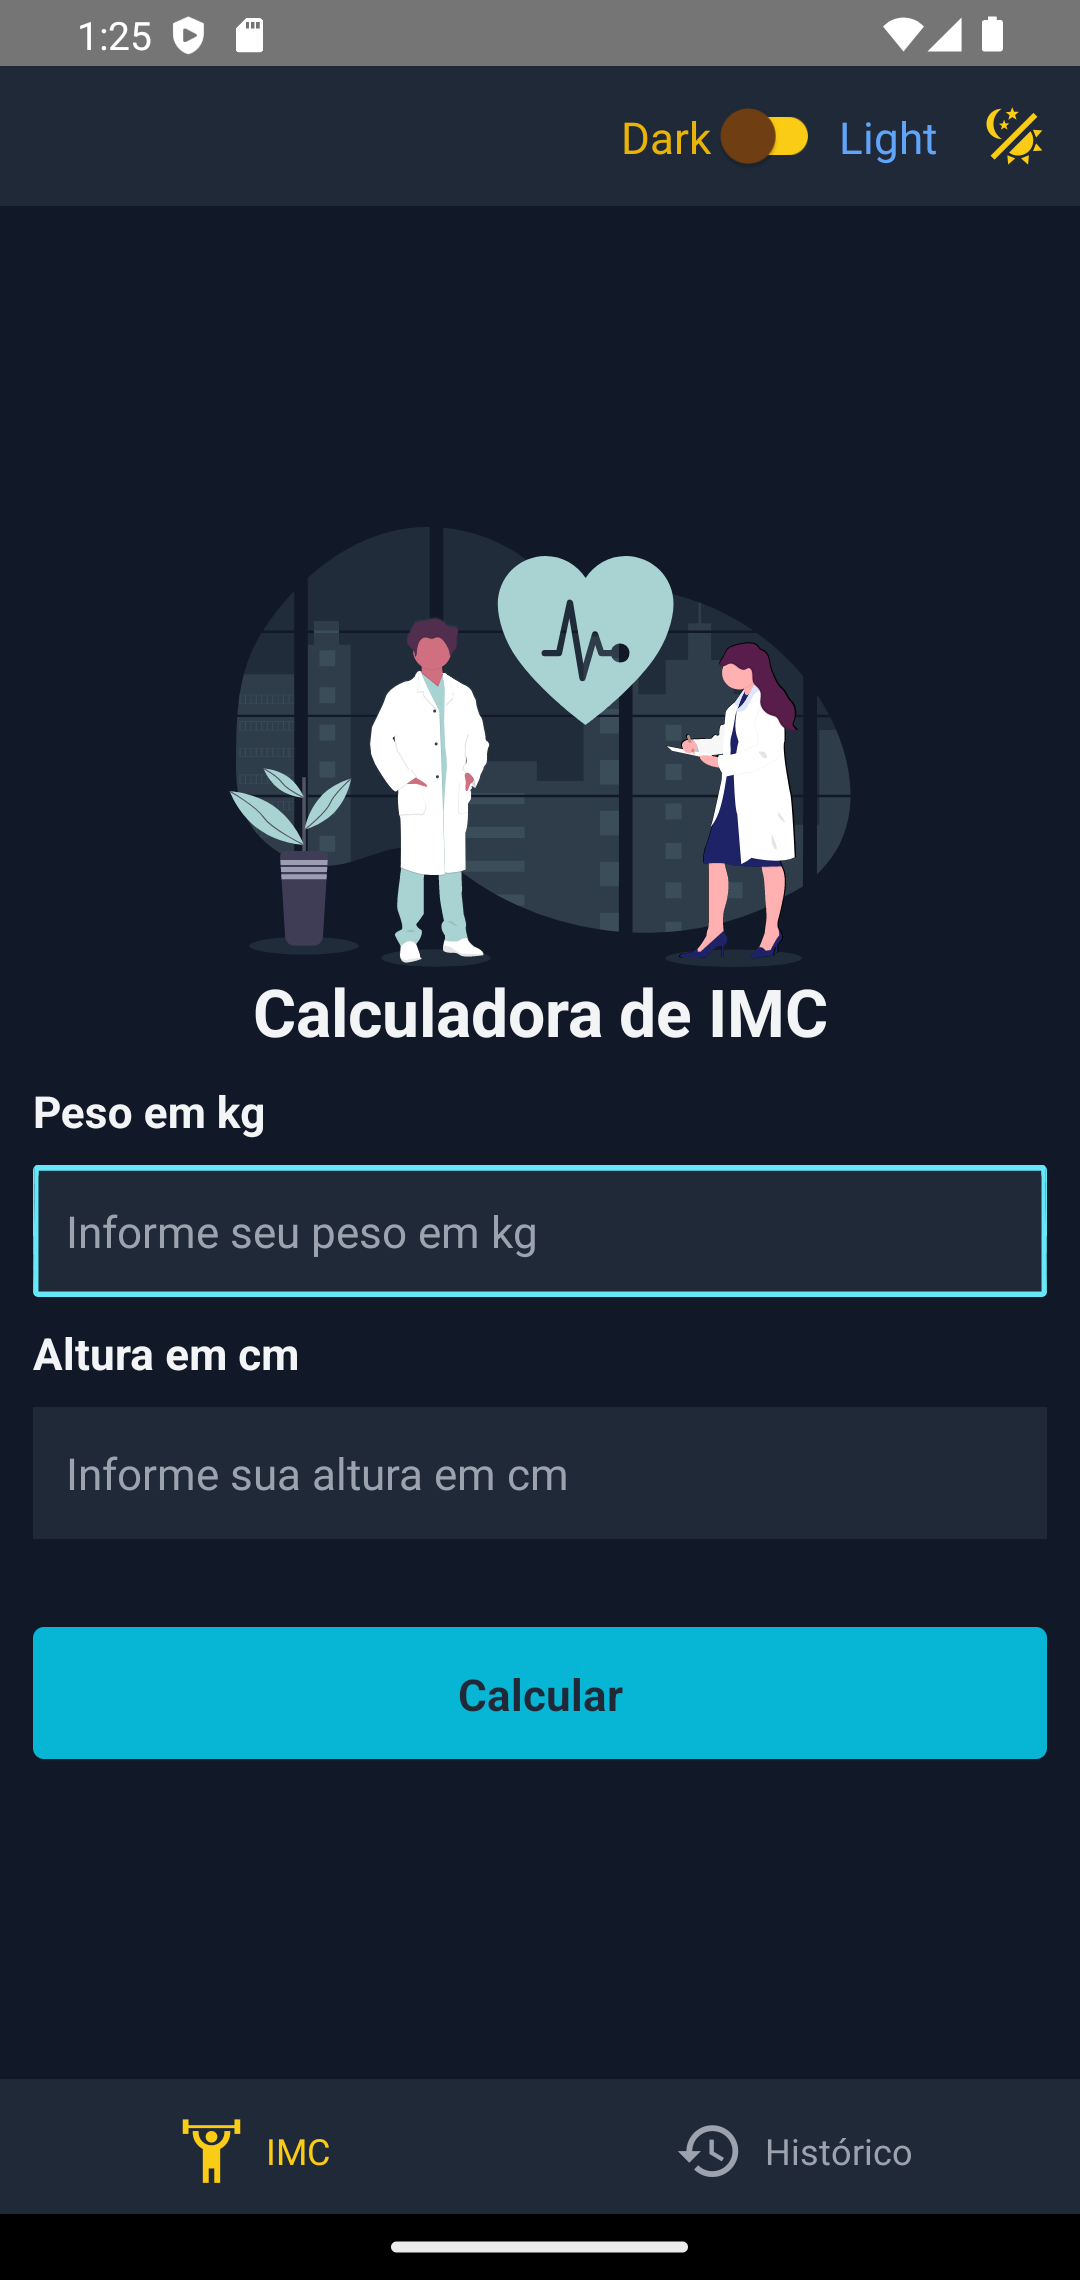 1:25
Dark Light
Calculadora de IMC
Peso em kg
Informe seu peso em kg
Altura em cm
Informe sua altura em cm
Calcular
IMC Histórico